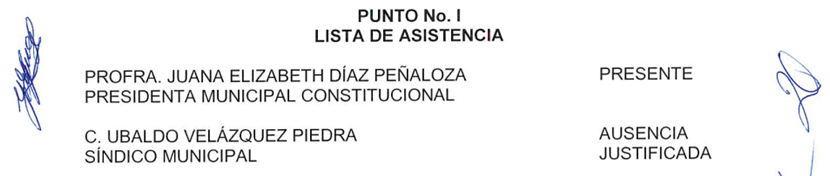 PUNTO No. I
LISTA DE ASISTENCIA
PROFRA. JUANA ELIZABETH DÍAZ PEÑALOZA PRESENTE
PRESIDENTA MUNICIPAL CONSTITUCIONAL
C. UBALDO VELÁZQUEZ PIEDRA AUSENCIA
SÍNDICO MUNICIPAL JUSTIFICADA